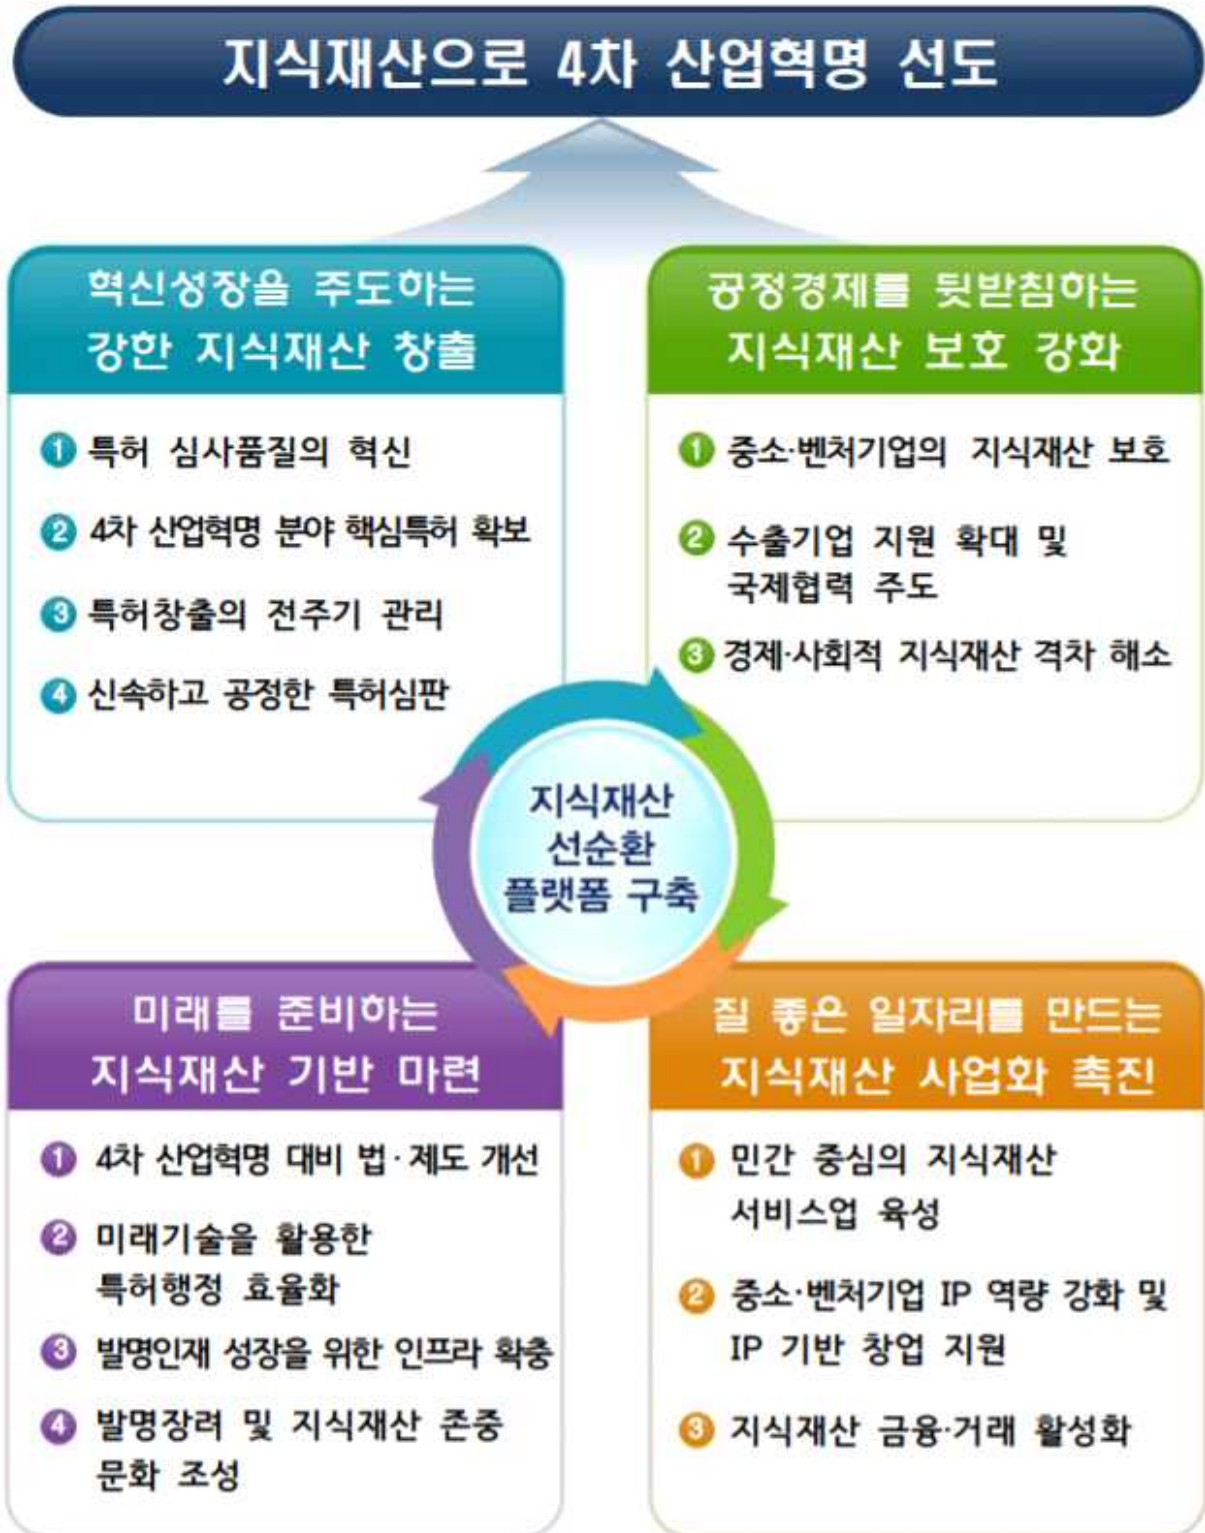 지식재산으로 4차 산업혁명 선도
혁신성장을 주도하는
강한 지식재산 창출
1 특허 심사품질의 혁신
2 4차 산업혁명 분야 핵심특허 확보
3 특허창출의 전주기 관리
4 신속하고 공정한 특허심판
공정경제를 뒷받침하는
지식재산 보호 강화
1 중소·벤처기업의 지식재산 보호
2 수출기업 지원 확대 및
국제협력 주도
3 경제·사회적 지식재산 격차 해소
지식재산
선순환
플랫폼 구축
미래를 준비하는
지식재산 기반 마련
1 4차 산업혁명 대비 법·제도 개선
2 미래기술을 활용한
특허행정 효율화
3 발명인재 성장을 위한 인프라 확충
4 발명장려 및 지식재산 존중
문화 조성
질 좋은 일자리를 만드는
지식재산 사업화 촉진
1 민간 중심의 지식재산
서비스업 육성
2 중소·벤처기업 IP 역량 강화 및
IP 기반 창업 지원
3 지식재산 금융·거래 활성화